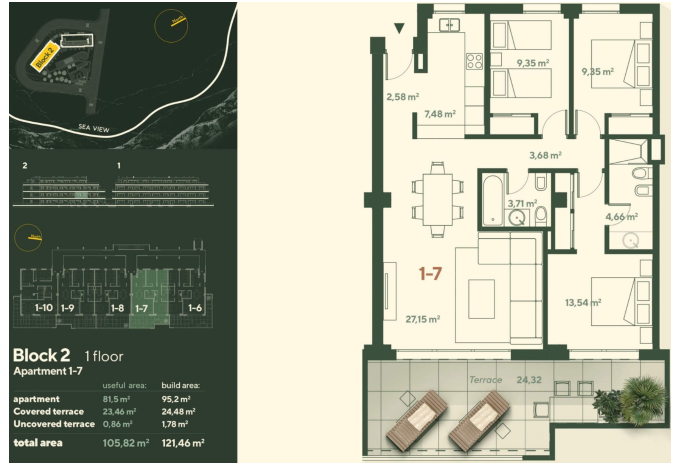 North
Block 2
1
SEA VIEW
2
1
North
1-10
1-9
1-8
1-7
1-6
Block 2 1 floor
Apartment 1-7
useful area: build area:
apartment 81,5 m² 95,2 m²
Covered terrace 23,46 m² 24,48 m²
Uncovered terrace 0,86 m² 1,78 m²
total area 105,82 m² 121,46 m²
2,58 m²
7,48 m²
9,35 m²
9,35 m²
3,68 m²
3,71 m²
4,66 m²
1-7
27,15 m²
13,54 m²
Terrace 24,32